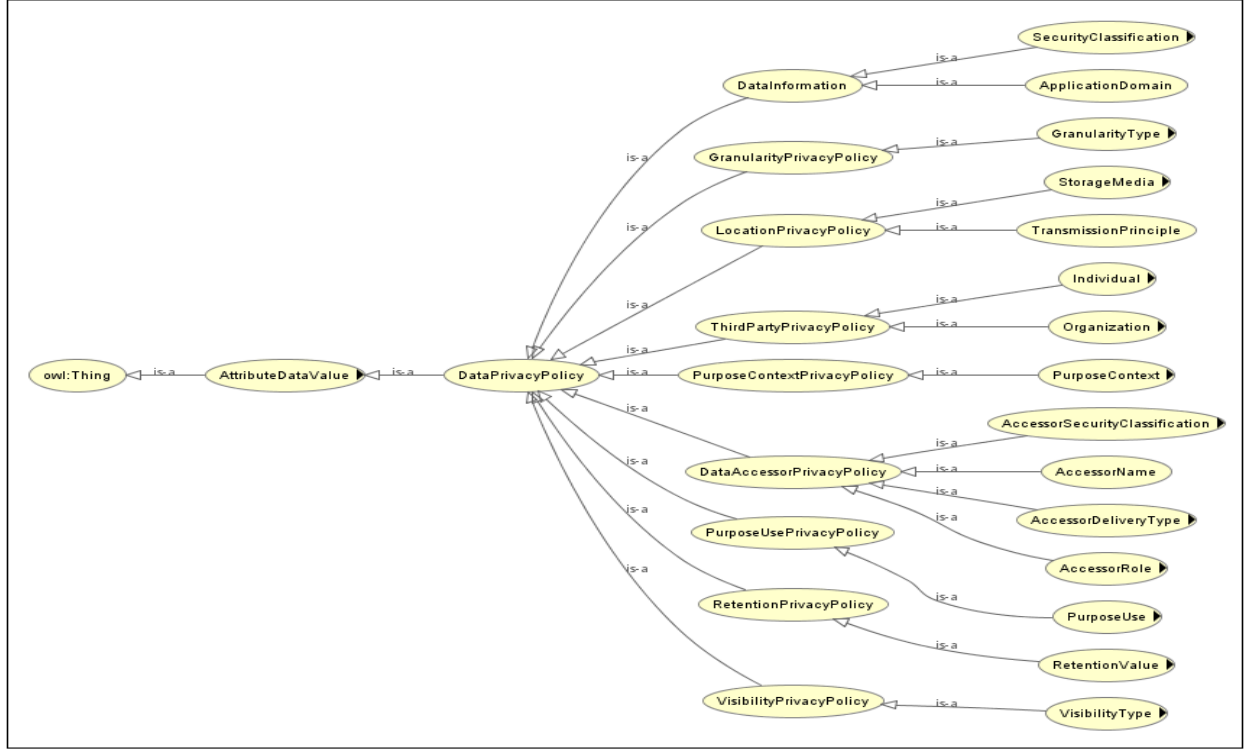 SecurityClassification
is-a
DataInformation
is-a
ApplicationDomain
GranularityType
is-a
is-a
GranularityPrivacyPolicy
StorageMedia
is-a
is-a
LocationPrivacyPolicy
is-a
TransmissionPrinciple
Individual
is-a
is-a
ThirdPartyPrivacyPolicy
is-a
Organization
is-a
owl:Thing
is-a
AttributeDataValue
is-a
DataPrivacyPolicy
is-a
PurposeContextPrivacyPolicy
is-a
PurposeContext
is-a
AccessorSecurityClassification
is-a
is-a
DataAccessorPrivacyPolicy
is-a
AccessorName
is-a
is-a
AccessorDeliveryType
is-a
PurposeUsePrivacyPolicy
AccessorRole
is-a
is-a
RetentionPrivacyPolicy
PurposeUse
is-a
RetentionValue
VisibilityPrivacyPolicy
is-a
VisibilityType